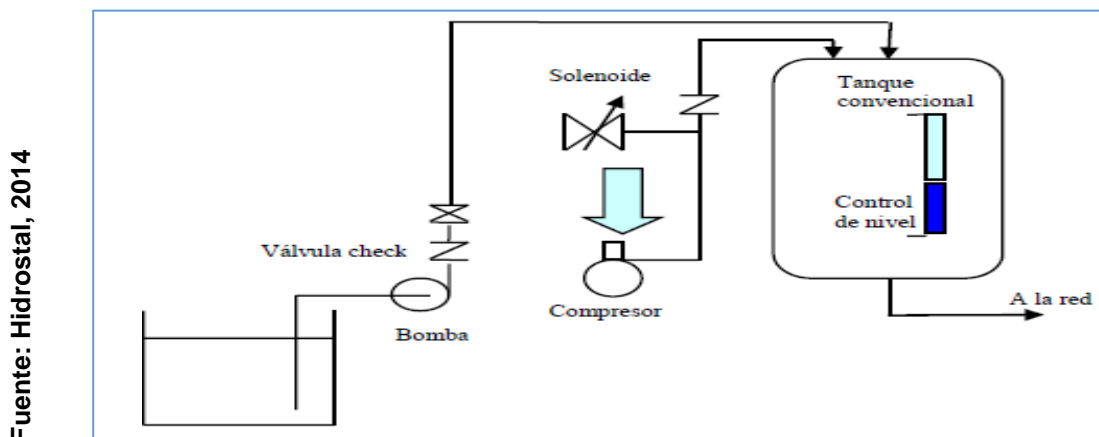 Fuente: Hidrostal, 2014
Solenoide
Tanque
convencional
Control
de nivel
Válvula check
A la red
Compresor
Bomba